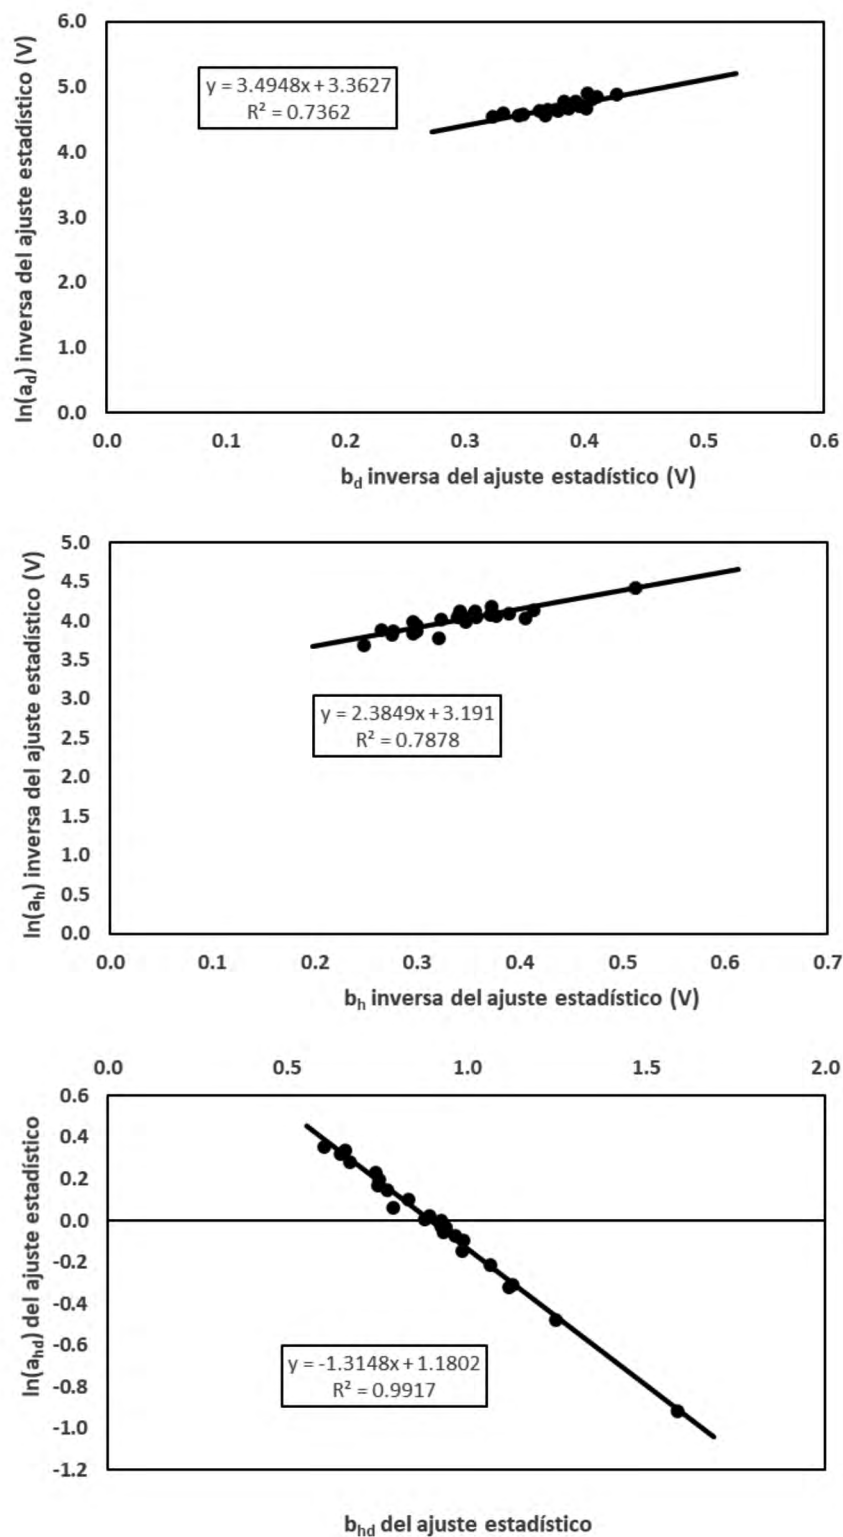 6.0
5.0
4.0
3.0
2.0
1.0
0.0
ln(a_d) inversa del ajuste estadístico (V)
y = 3.4948x + 3.3627
R² = 0.7362
0.0 0.1 0.2 0.3 0.4 0.5 0.6
b_d inversa del ajuste estadístico (V)
5.0
4.5
4.0
3.5
3.0
2.5
2.0
1.5
1.0
0.5
0.0
ln(a_h) inversa del ajuste estadístico (V)
y = 2.3849x + 3.191
R² = 0.7878
0.0 0.1 0.2 0.3 0.4 0.5 0.6 0.7
b_h inversa del ajuste estadístico (V)
0.0 0.5 1.0 1.5 2.0
0.6
0.4
0.2
0.0
-0.2
-0.4
-0.6
-0.8
-1.0
-1.2
ln(a_hd) del ajuste estadístico
y = -1.3148x + 1.1802
R² = 0.9917
b_hd del ajuste estadístico